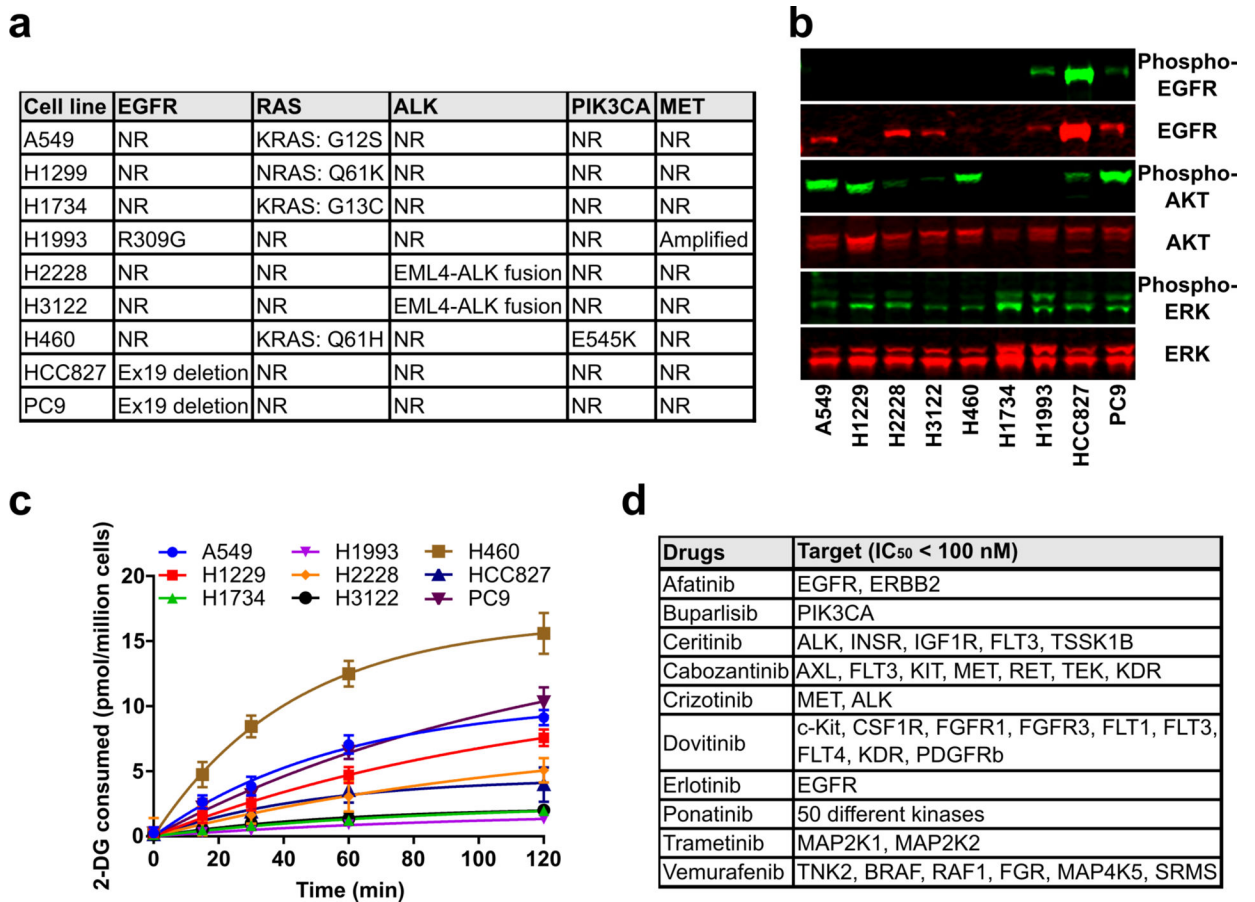 a
Cell line EGFR RAS ALK PIK3CA MET
A549 NR KRAS: G12S NR NR NR
H1299 NR NRAS: Q61K NR NR NR
H1734 NR KRAS: G13C NR NR NR
H1993 R309G NR NR NR Amplified
H2228 NR NR EML4-ALK fusion NR NR
H3122 NR NR EML4-ALK fusion NR NR
H460 NR KRAS: Q61H NR E545K NR
HCC827 Ex19 deletion NR NR NR NR
PC9 Ex19 deletion NR NR NR NR
b
Phospho-
EGFR
EGFR
Phospho-
AKT
AKT
Phospho-
ERK
ERK
A549 H1229 H2228 H3122 H460 H1734 H1993 HCC827 PC9
c
2-DG consumed (pmol/million cells)
A549 H1993 H460
H1229 H2228 HCC827
H1734 H3122 PC9
20
15
10
5
0
0 20 40 60 80 100 120
Time (min)
d
Drugs Target (IC50 < 100 nM)
Afatinib EGFR, ERBB2
Buparlisib PIK3CA
Ceritinib ALK, INSR, IGF1R, FLT3, TSSK1B
Cabozantinib AXL, FLT3, KIT, MET, RET, TEK, KDR
Crizotinib MET, ALK
Dovitinib c-Kit, CSF1R, FGFR1, FGFR3, FLT1, FLT3,
FLT4, KDR, PDGFRb
Erlotinib EGFR
Ponatinib 50 different kinases
Trametinib MAP2K1, MAP2K2
Vemurafenib TNK2, BRAF, RAF1, FGR, MAP4K5, SRMS